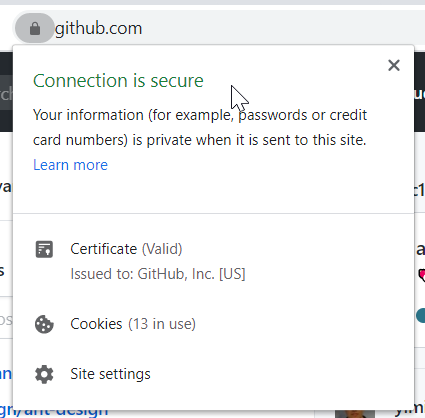 github.com
Connection is secure
Your information (for example, passwords or credit
card numbers) is private when it is sent to this site.
Learn more
Certificate (Valid)
Issued to: GitHub, Inc. [US]
Cookies (13 in use)
Site settings
gn/ant-design